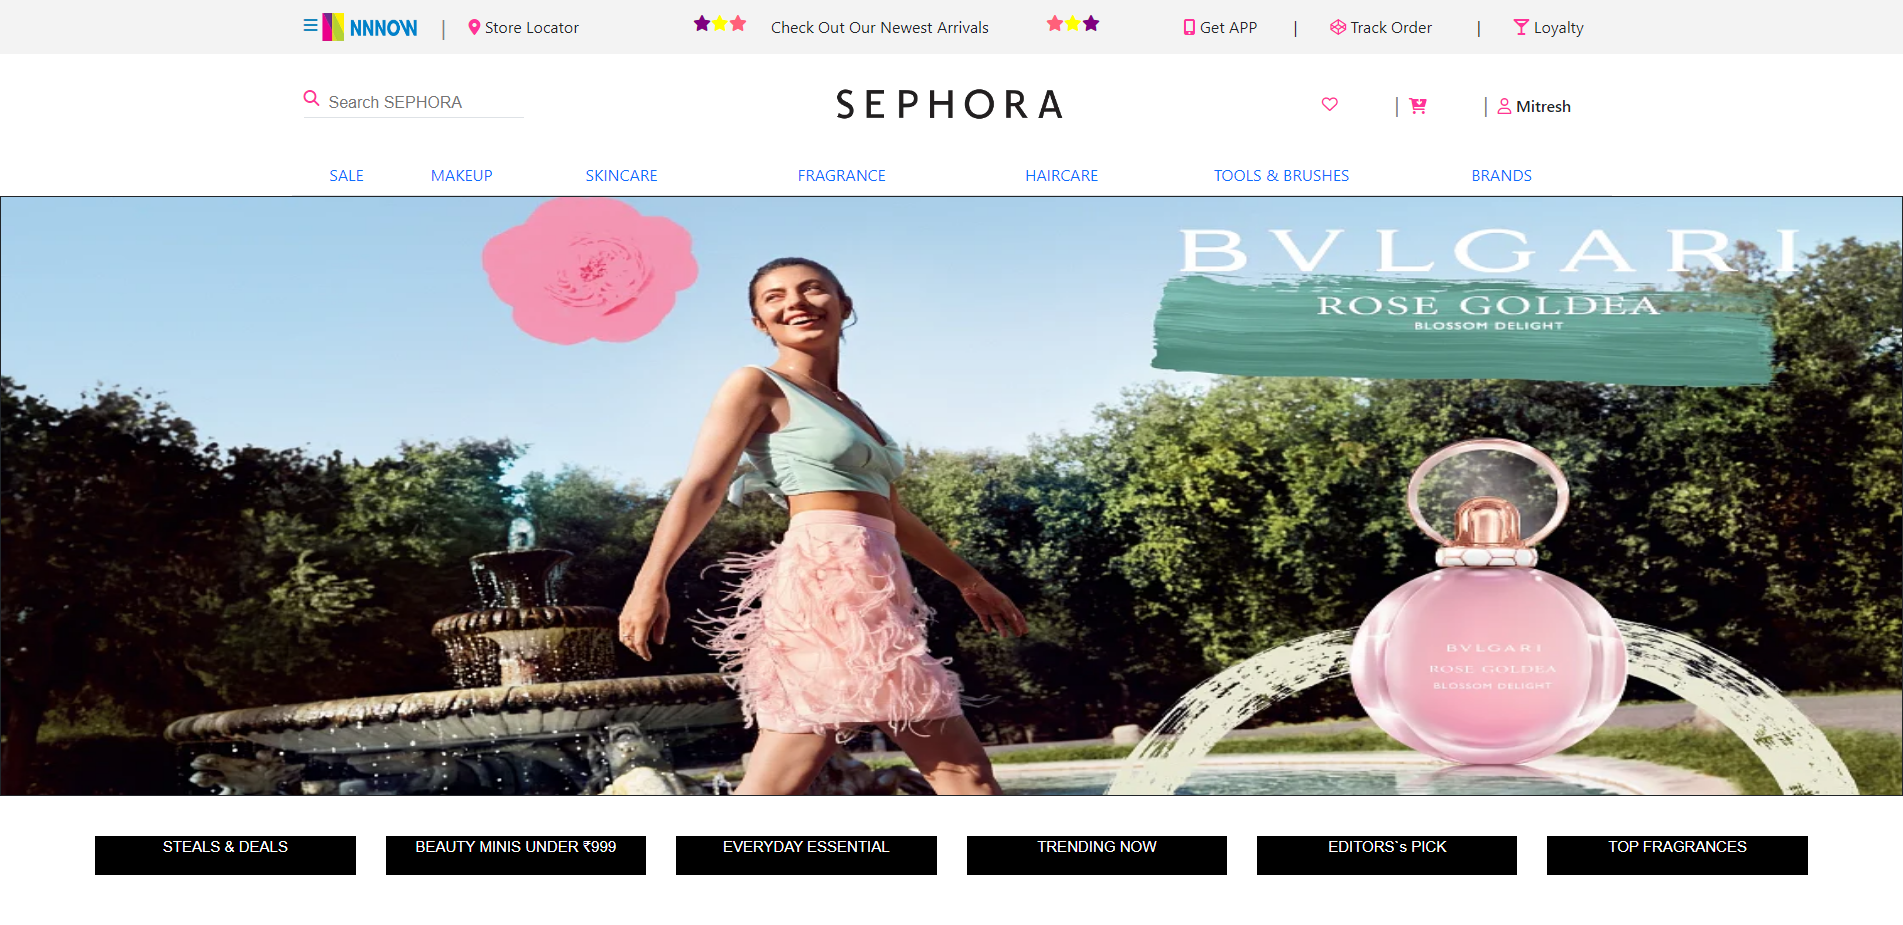 NNNOW | Store Locator Check Out Our Newest Arrivals Get APP | Track Order | Loyalty
Search SEPHORA SEPHORA | | Mitresh
SALE MAKEUP SKINCARE FRAGRANCE HAIRCARE TOOLS & BRUSHES BRANDS
BVLGARI
ROSE GOLDEA
BLOSSOM DELIGHT
BVLGARI
ROSE GOLDEA
BLOSSOM DELIGHT
STEALS & DEALS BEAUTY MINIS UNDER ₹999 EVERYDAY ESSENTIAL TRENDING NOW EDITORS`s PICK TOP FRAGRANCES